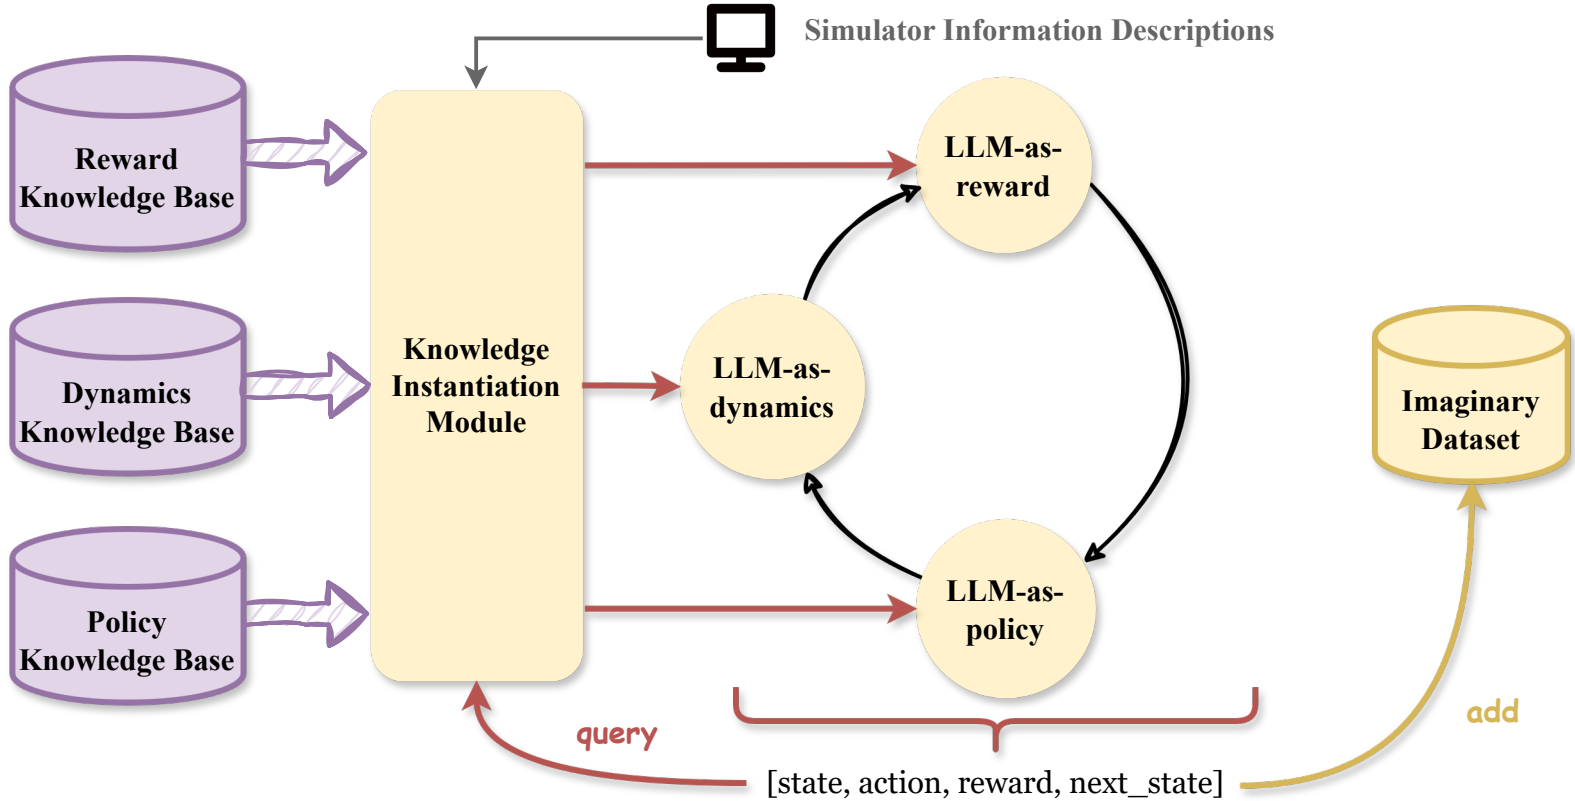 Simulator Information Descriptions
Reward
Knowledge Base
LLM-as-
reward
Dynamics
Knowledge Base
Knowledge
Instantiation
Module
LLM-as-
dynamics
Imaginary
Dataset
Policy
Knowledge Base
LLM-as-
policy
query
add
[state, action, reward, next_state]